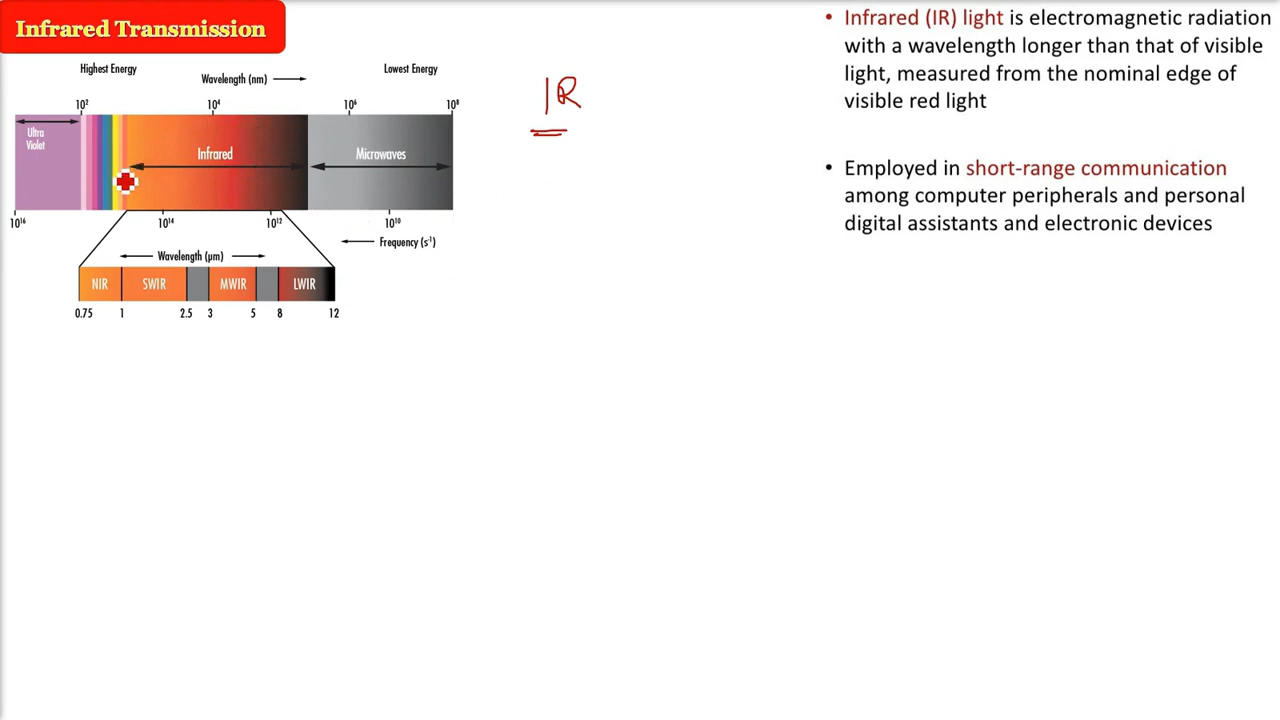 Infrared Transmission
Highest Energy
Wavelength (nm)
Lowest Energy
10² 10⁴ 10⁶ 10⁸
Ultra
Violet
Infrared
Microwaves
10¹⁶ 10¹⁴ 10¹² 10¹⁰
Frequency (s⁻¹)
Wavelength (µm)
NIR SWIR MWIR LWIR
0.75 1 2.5 3 5 8 12
IR
• Infrared (IR) light is electromagnetic radiation
with a wavelength longer than that of visible
light, measured from the nominal edge of
visible red light
• Employed in short-range communication
among computer peripherals and personal
digital assistants and electronic devices